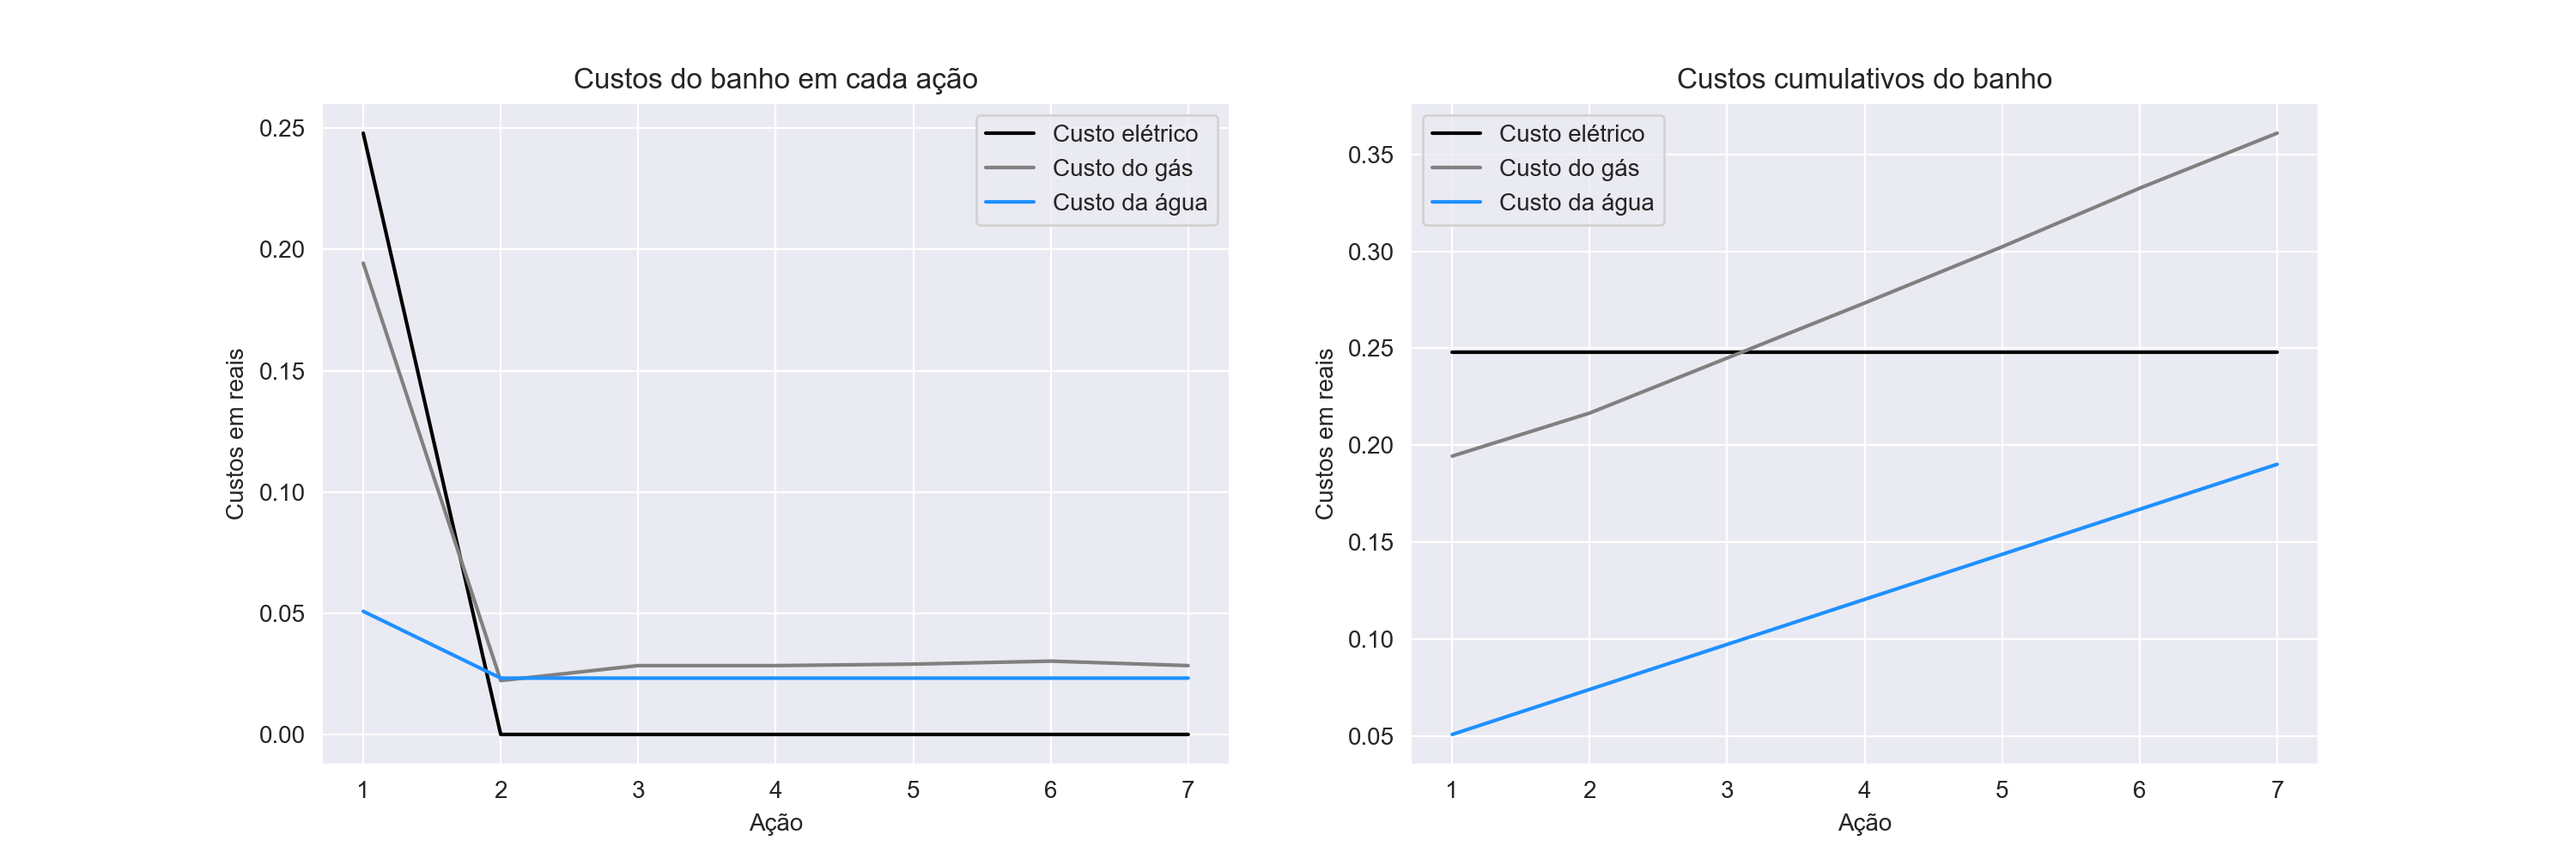 Custos do banho em cada ação
0.25
0.20
0.15
0.10
0.05
0.00
Custos em reais
Custo elétrico
Custo do gás
Custo da água
1 2 3 4 5 6 7
Ação
Custos cumulativos do banho
0.35
0.30
0.25
0.20
0.15
0.10
0.05
Custos em reais
Custo elétrico
Custo do gás
Custo da água
1 2 3 4 5 6 7
Ação